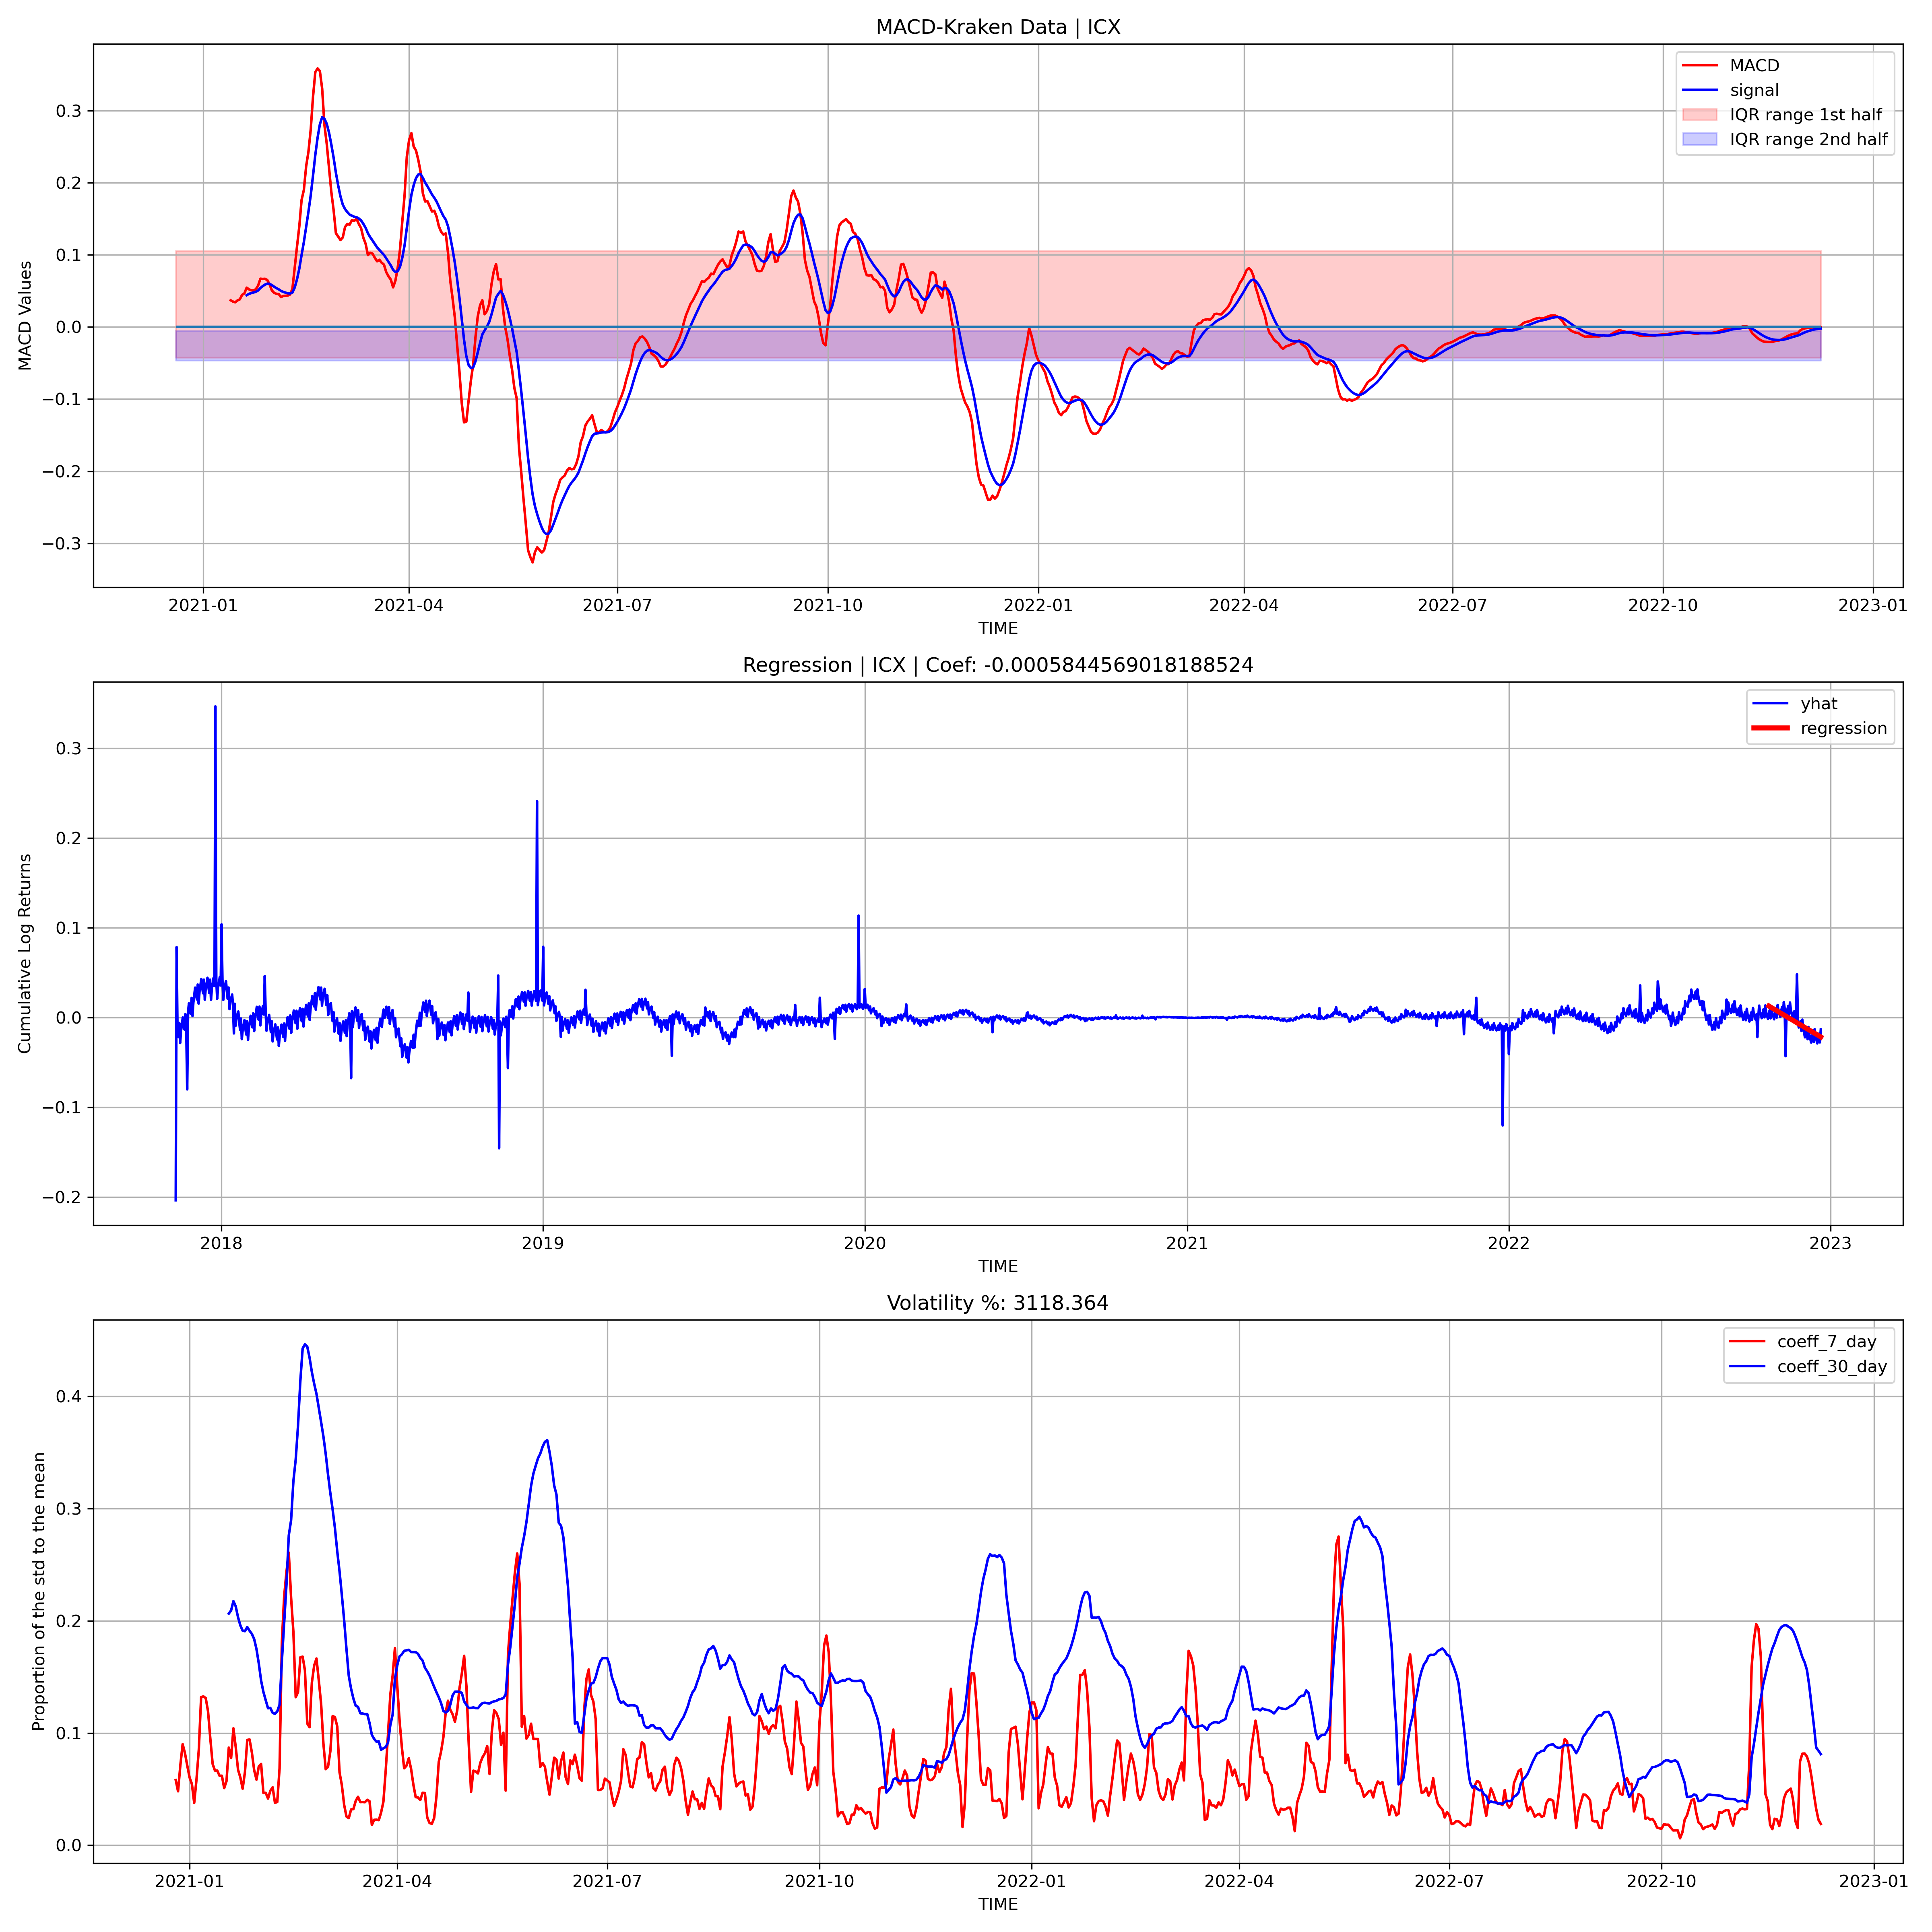 MACD-Kraken Data | ICX
MACD Values
0.3
0.2
0.1
0.0
−0.1
−0.2
−0.3
MACD
signal
IQR range 1st half
IQR range 2nd half
2021-01 2021-04 2021-07 2021-10 2022-01 2022-04 2022-07 2022-10 2023-01
TIME
Regression | ICX | Coef: -0.0005844569018188524
Cumulative Log Returns
0.3
0.2
0.1
0.0
−0.1
−0.2
yhat
regression
2018 2019 2020 2021 2022 2023
TIME
Volatility %: 3118.364
Proportion of the std to the mean
0.4
0.3
0.2
0.1
0.0
coeff_7_day
coeff_30_day
2021-01 2021-04 2021-07 2021-10 2022-01 2022-04 2022-07 2022-10 2023-01
TIME